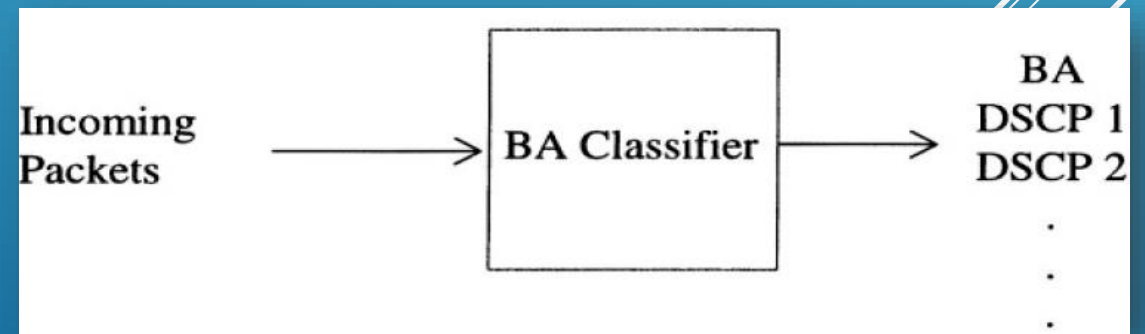 Incoming
Packets
BA Classifier
BA
DSCP 1
DSCP 2
.
.
.